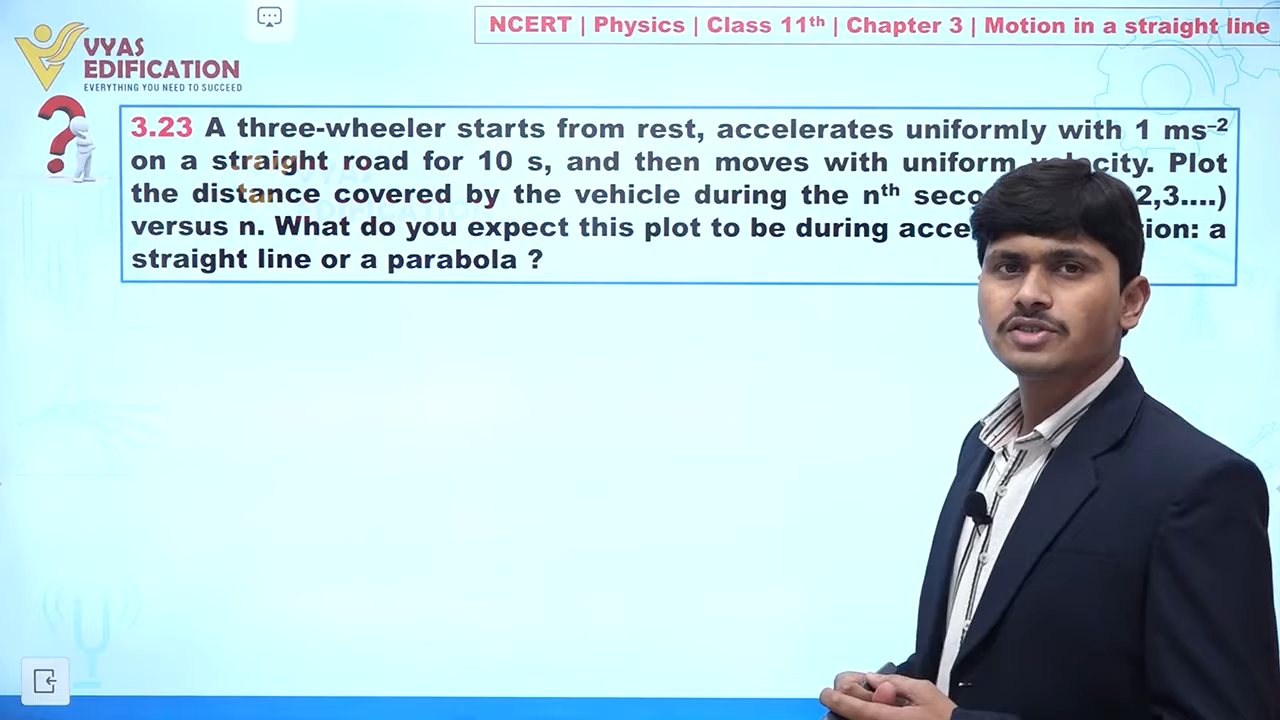 NCERT | Physics | Class 11th | Chapter 3 | Motion in a straight line
VYAS
EDIFICATION
EVERYTHING YOU NEED TO SUCCEED
3.23 A three-wheeler starts from rest, accelerates uniformly with 1 ms–2
on a straight road for 10 s, and then moves with uniform velocity. Plot
the distance covered by the vehicle during the nth 2,3....)
versus n. What do you expect this plot to be during a
straight line or a parabola ?